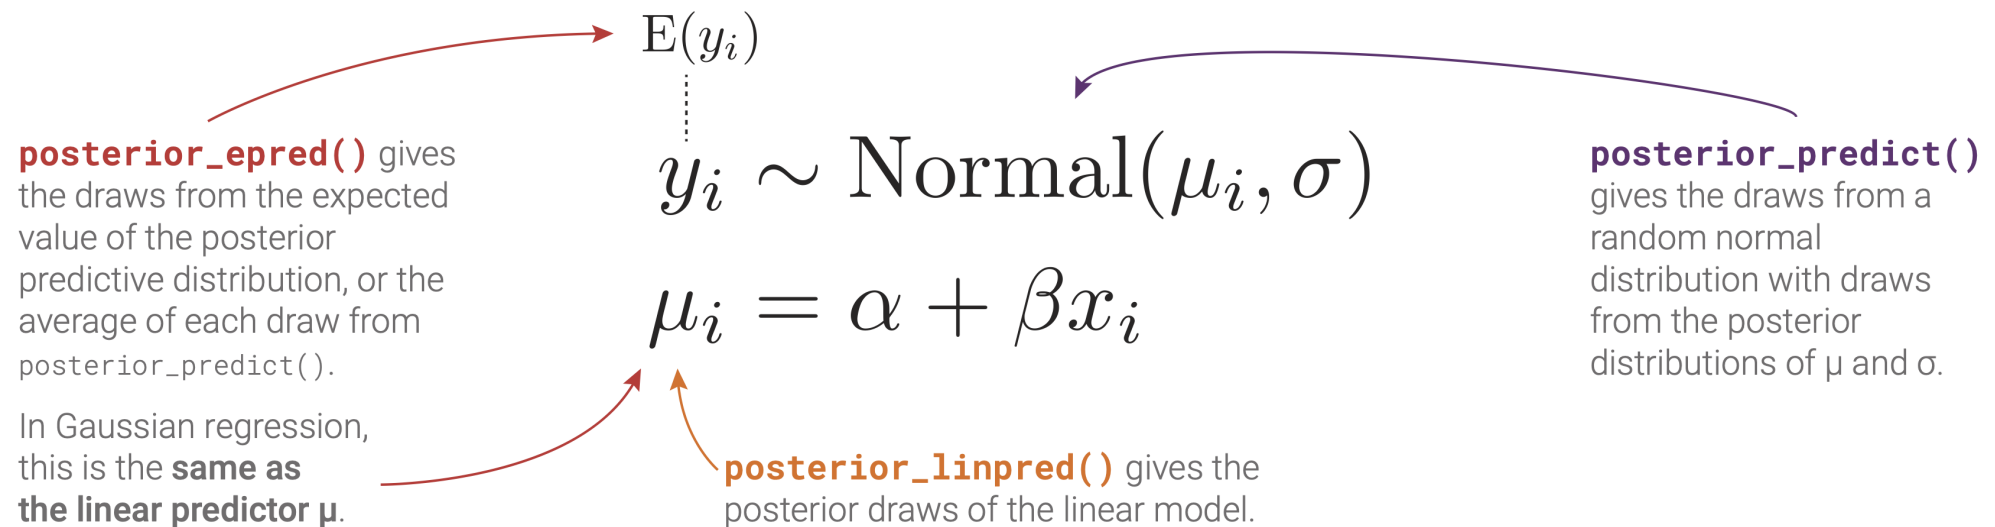 E(yᵢ)
posterior_epred() gives
the draws from the expected
value of the posterior
predictive distribution, or the
average of each draw from
posterior_predict().
In Gaussian regression,
this is the same as
the linear predictor μ.
yᵢ ∼ Normal(μᵢ, σ)
μᵢ = α + βxᵢ
posterior_linpred() gives the
posterior draws of the linear model.
posterior_predict()
gives the draws from a
random normal
distribution with draws
from the posterior
distributions of μ and σ.